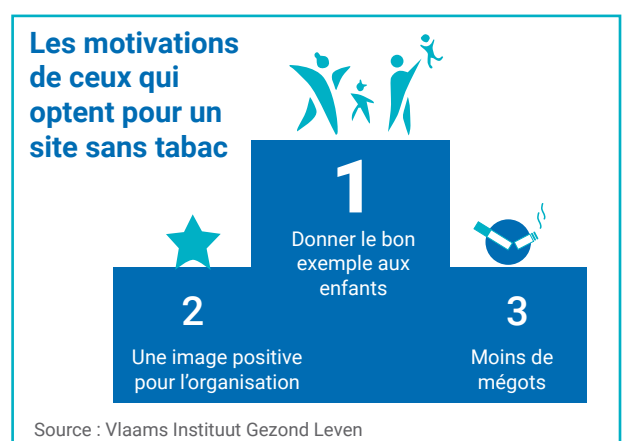 Les motivations
de ceux qui
optent pour un
site sans tabac
1
Donner le bon
exemple aux
enfants
2
Une image positive
pour l'organisation
3
Moins de
mégots
Source : Vlaams Instituut Gezond Leven